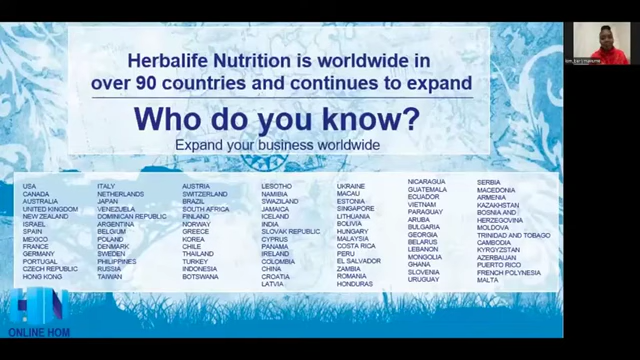 Herbalife Nutrition is worldwide in
over 90 countries and continues to expand
Who do you know?
Expand your business worldwide
USA
CANADA
AUSTRALIA
UNITED KINGDOM
NEW ZEALAND
ISRAEL
SPAIN
MEXICO
FRANCE
GERMANY
PORTUGAL
CZECH REPUBLIC
HONG KONG
ITALY
NETHERLANDS
JAPAN
VENEZUELA
DOMINICAN REPUBLIC
ARGENTINA
BELGIUM
POLAND
DENMARK
SWEDEN
PHILIPPINES
RUSSIA
TAIWAN
AUSTRIA
SWITZERLAND
BRAZIL
SOUTH AFRICA
FINLAND
NORWAY
GREECE
KOREA
CHILE
THAILAND
TURKEY
INDONESIA
BOTSWANA
LESOTHO
NAMIBIA
SWAZILAND
JAMAICA
ICELAND
INDIA
SLOVAK REPUBLIC
CYPRUS
PANAMA
IRELAND
COLOMBIA
CHINA
CROATIA
LATVIA
UKRAINE
MACAU
ESTONIA
SINGAPORE
LITHUANIA
BOLIVIA
HUNGARY
MALAYSIA
COSTA RICA
PERU
EL SALVADOR
ZAMBIA
ROMANIA
HONDURAS
NICARAGUA
GUATEMALA
ECUADOR
VIETNAM
PARAGUAY
ARUBA
BULGARIA
GEORGIA
BELARUS
LEBANON
MONGOLIA
GHANA
SLOVENIA
URUGUAY
SERBIA
MACEDONIA
ARMENIA
KAZAKHSTAN
BOSNIA AND
HERZEGOVINA
MOLDOVA
TRINIDAD AND TOBAGO
CAMBODIA
KYRGYZSTAN
AZERBAIJAN
PUERTO RICO
FRENCH POLYNESIA
MALTA
ONLINE HOM